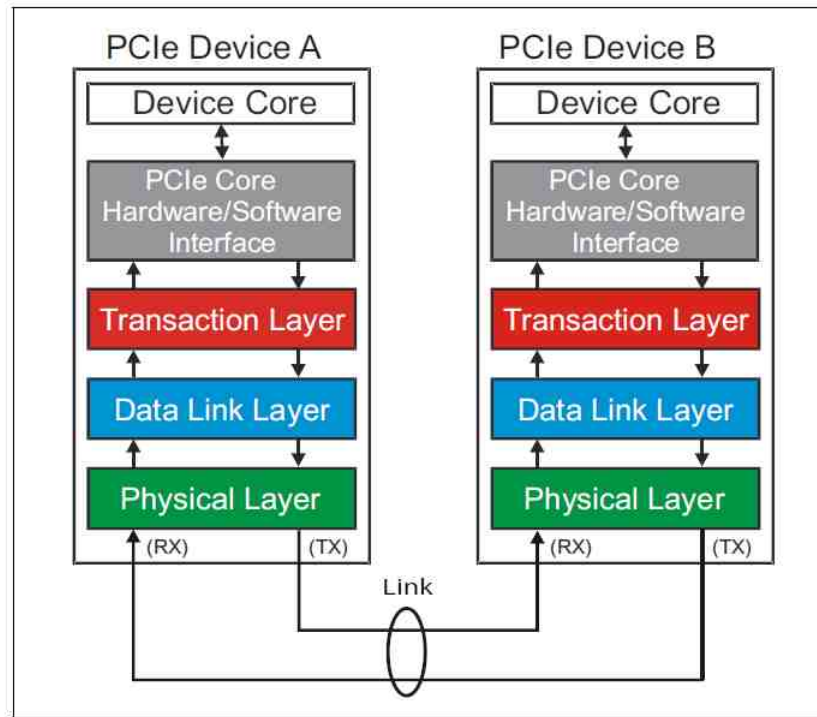 PCIe Device A
Device Core
PCIe Core
Hardware/Software
Interface
Transaction Layer
Data Link Layer
Physical Layer
(RX)
(TX)
PCIe Device B
Device Core
PCIe Core
Hardware/Software
Interface
Transaction Layer
Data Link Layer
Physical Layer
(RX)
(TX)
Link